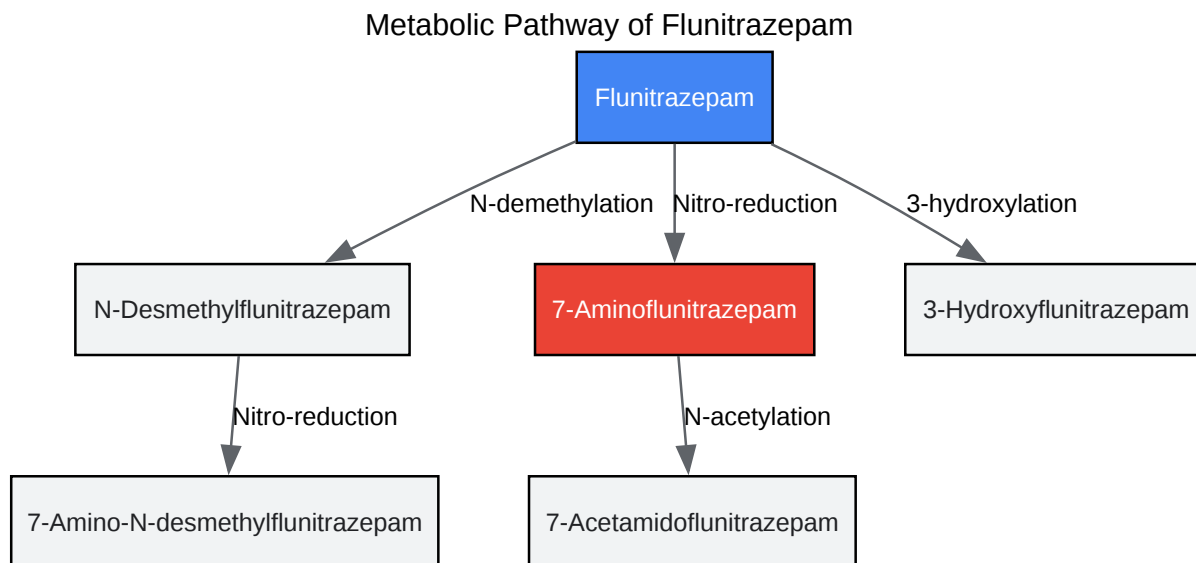 Metabolic Pathway of Flunitrazepam
Flunitrazepam
N-demethylation
Nitro-reduction
3-hydroxylation
N-Desmethylflunitrazepam
7-Aminoflunitrazepam
3-Hydroxyflunitrazepam
Nitro-reduction
N-acetylation
7-Amino-N-desmethylflunitrazepam
7-Acetamidoflunitrazepam